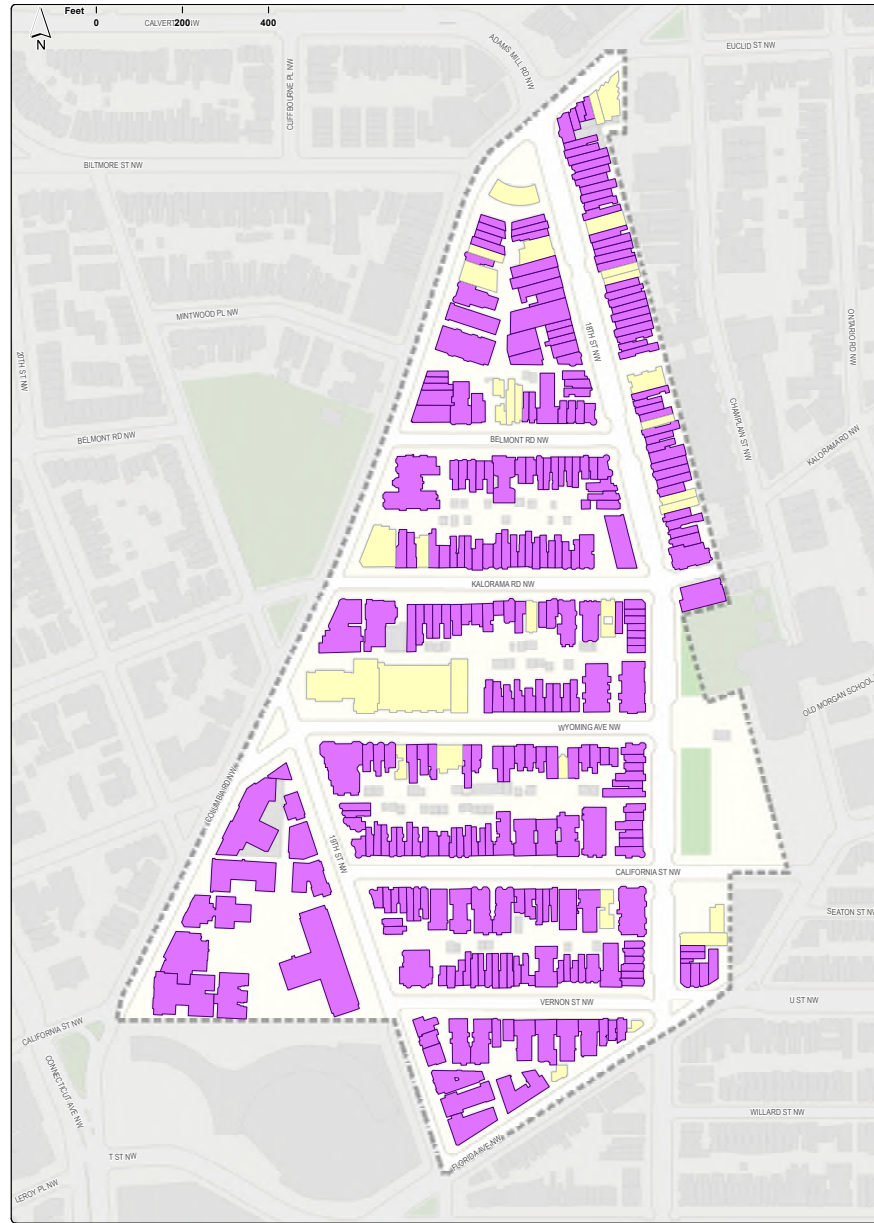 Feet
0 200 400
N
CALVERT ST NW
ADAMS MILL RD NW
EUCLID ST NW
CLIFFBOURNE PL NW
BILTMORE ST NW
MINTWOOD PL NW
18TH ST NW
ONTARIO RD NW
20TH ST NW
CHAMPLAIN ST NW
BELMONT RD NW
BELMONT RD NW
KALORAMA RD NW
KALORAMA RD NW
OLD MORGAN SCHOOL
WYOMING AVE NW
COLUMBIA RD NW
19TH ST NW
CALIFORNIA ST NW
SEATON ST NW
VERNON ST NW
U ST NW
CALIFORNIA ST NW
CONNECTICUT AVE NW
WILLARD ST NW
T ST NW
FLORIDA AVE NW
LEROY PL NW